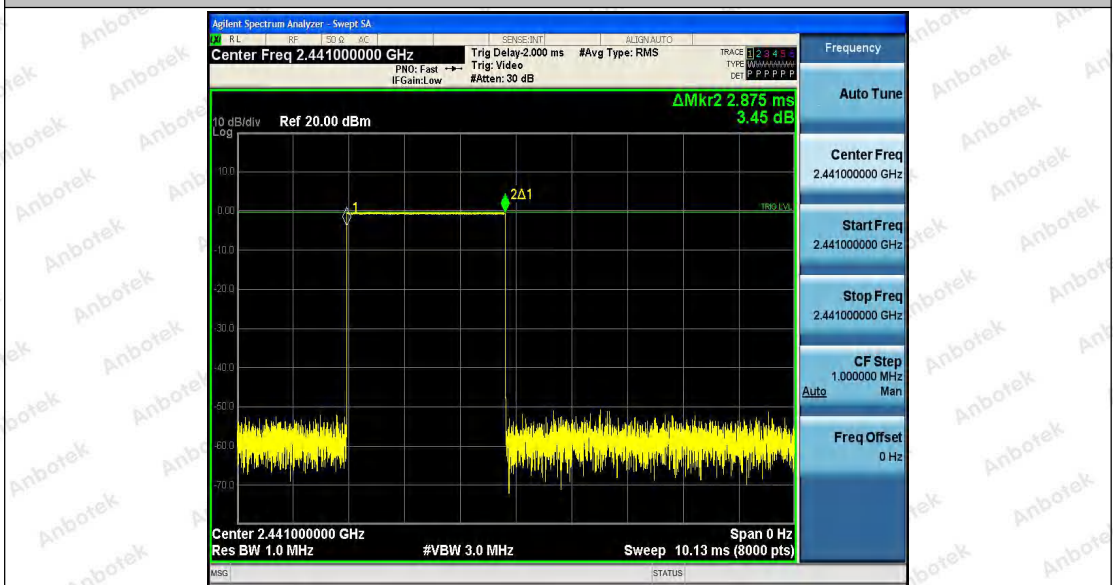 Agilent Spectrum Analyzer - Swept SA
RL RF 50 Ω AC SENSE:INT ALIGN AUTO
Center Freq 2.441000000 GHz
PNO: Fast
IFGain:Low
Trig Delay-2.000 ms
Trig: Video
#Atten: 30 dB
#Avg Type: RMS
TRACE 1 2 3 4 5 6
TYPE WWWWWW
DET P P P P P P
ΔMkr2 2.875 ms
3.45 dB
10 dB/div Ref 20.00 dBm
Log
10.0
0.00
-10.0
-20.0
-30.0
-40.0
-50.0
-60.0
-70.0
1
2Δ1
TRIG LVL
Center 2.441000000 GHz Span 0 Hz
Res BW 1.0 MHz #VBW 3.0 MHz Sweep 10.13 ms (8000 pts)
MSG STATUS
Frequency
Auto Tune
Center Freq
2.441000000 GHz
Start Freq
2.441000000 GHz
Stop Freq
2.441000000 GHz
CF Step
1.000000 MHz
Auto Man
Freq Offset
0 Hz
Anbotek